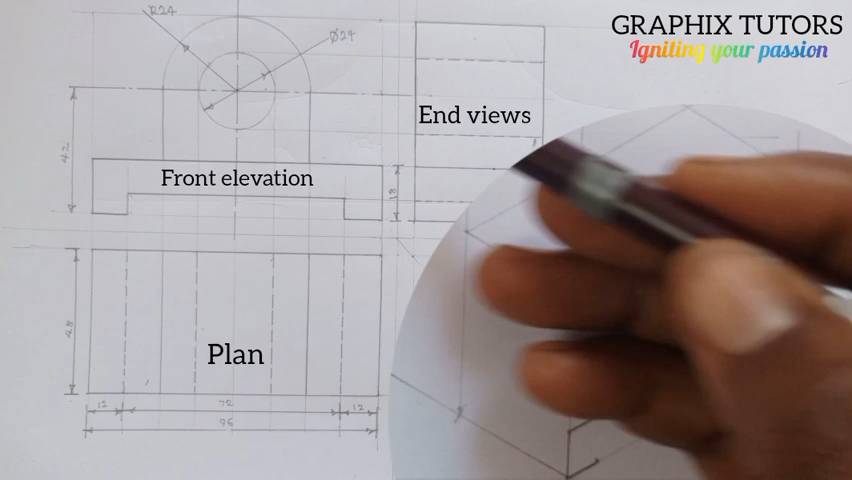 GRAPHIX TUTORS
Igniting your passion
R24
Ø24
End views
42
Front elevation
18
48
Plan
12 72 12
96